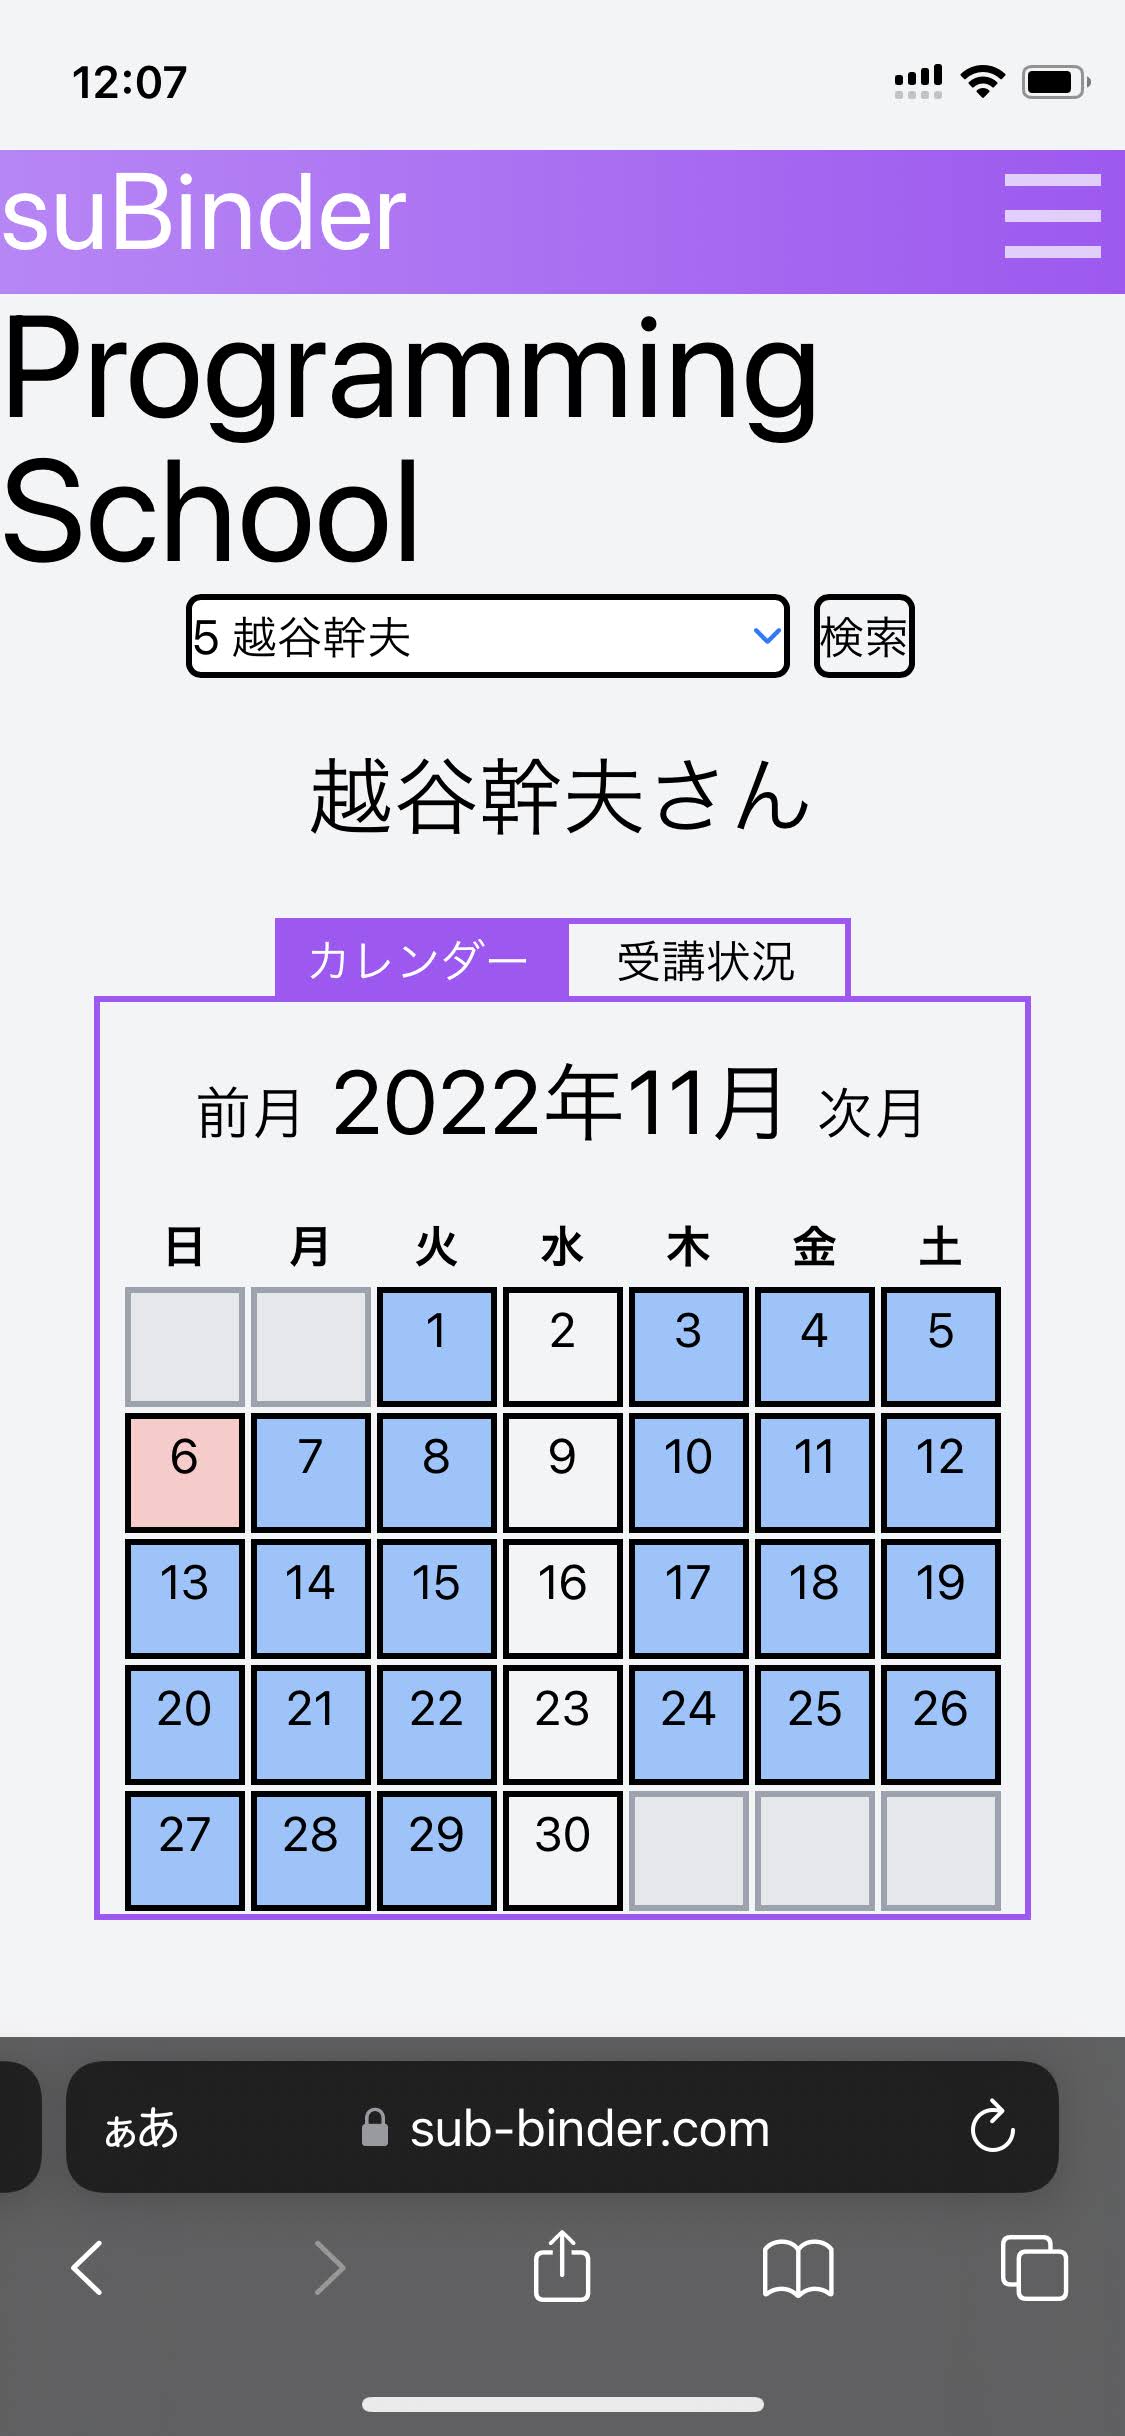 12:07
suBinder
Programming
School
5 越谷幹夫
検索
越谷幹夫さん
カレンダー 受講状況
前月 2022年11月 次月
日 月 火 水 木 金 土
1 2 3 4 5
6 7 8 9 10 11 12
13 14 15 16 17 18 19
20 21 22 23 24 25 26
27 28 29 30
ぁあ sub-binder.com